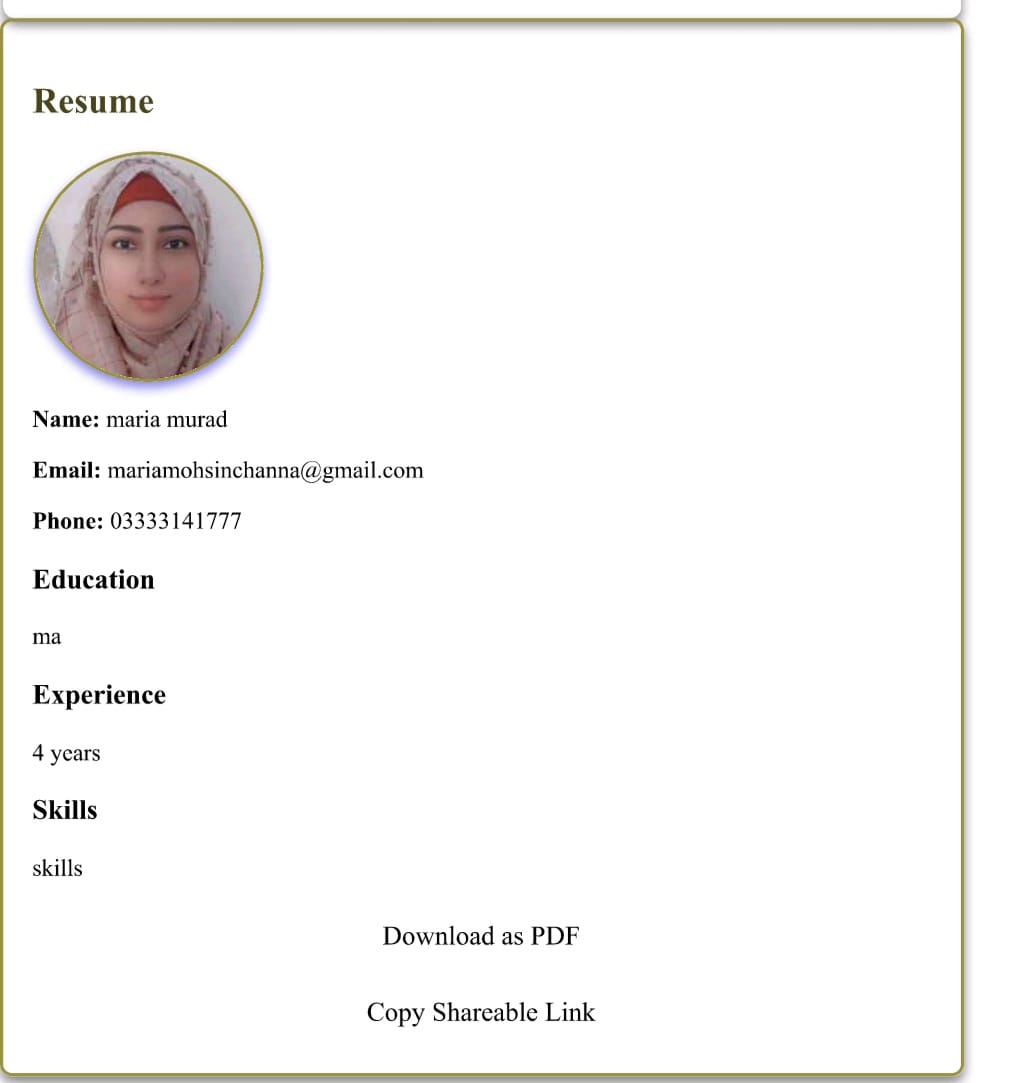 Resume
Name: maria murad
Email: mariamohsinchanna@gmail.com
Phone: 03333141777
Education
ma
Experience
4 years
Skills
skills
Download as PDF
Copy Shareable Link